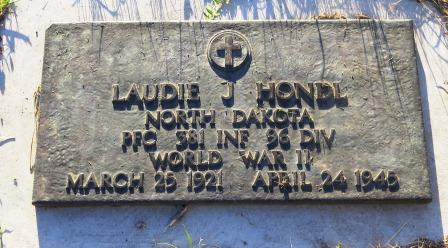 LAUDIE J HONDL
NORTH DAKOTA
PFC 381 INF 96 DIV
WORLD WAR II
MARCH 25 1921 APRIL 24 1945